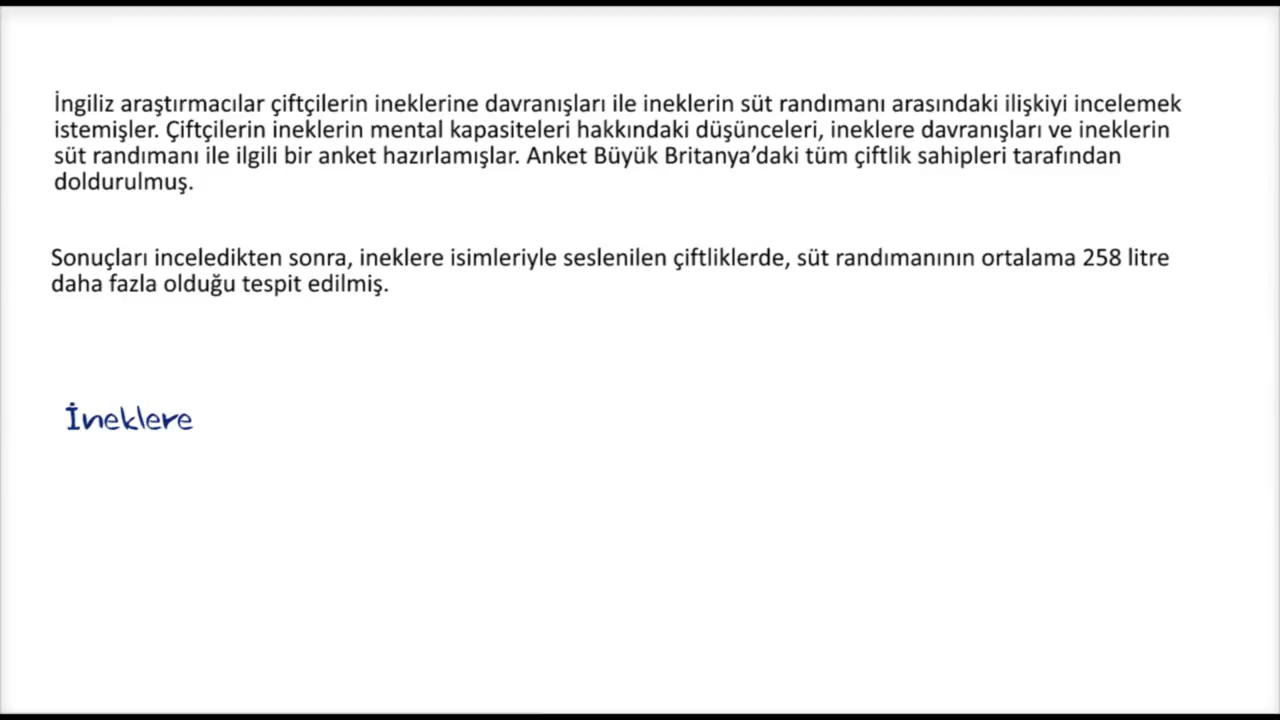 İngiliz araştırmacılar çiftçilerin ineklerine davranışları ile ineklerin süt randımanı arasındaki ilişkiyi incelemek
istemişler. Çiftçilerin ineklerin mental kapasiteleri hakkındaki düşünceleri, ineklere davranışları ve ineklerin
süt randımanı ile ilgili bir anket hazırlamışlar. Anket Büyük Britanya’daki tüm çiftlik sahipleri tarafından
doldurulmuş.
Sonuçları inceledikten sonra, ineklere isimleriyle seslenilen çiftliklerde, süt randımanının ortalama 258 litre
daha fazla olduğu tespit edilmiş.
İneklere